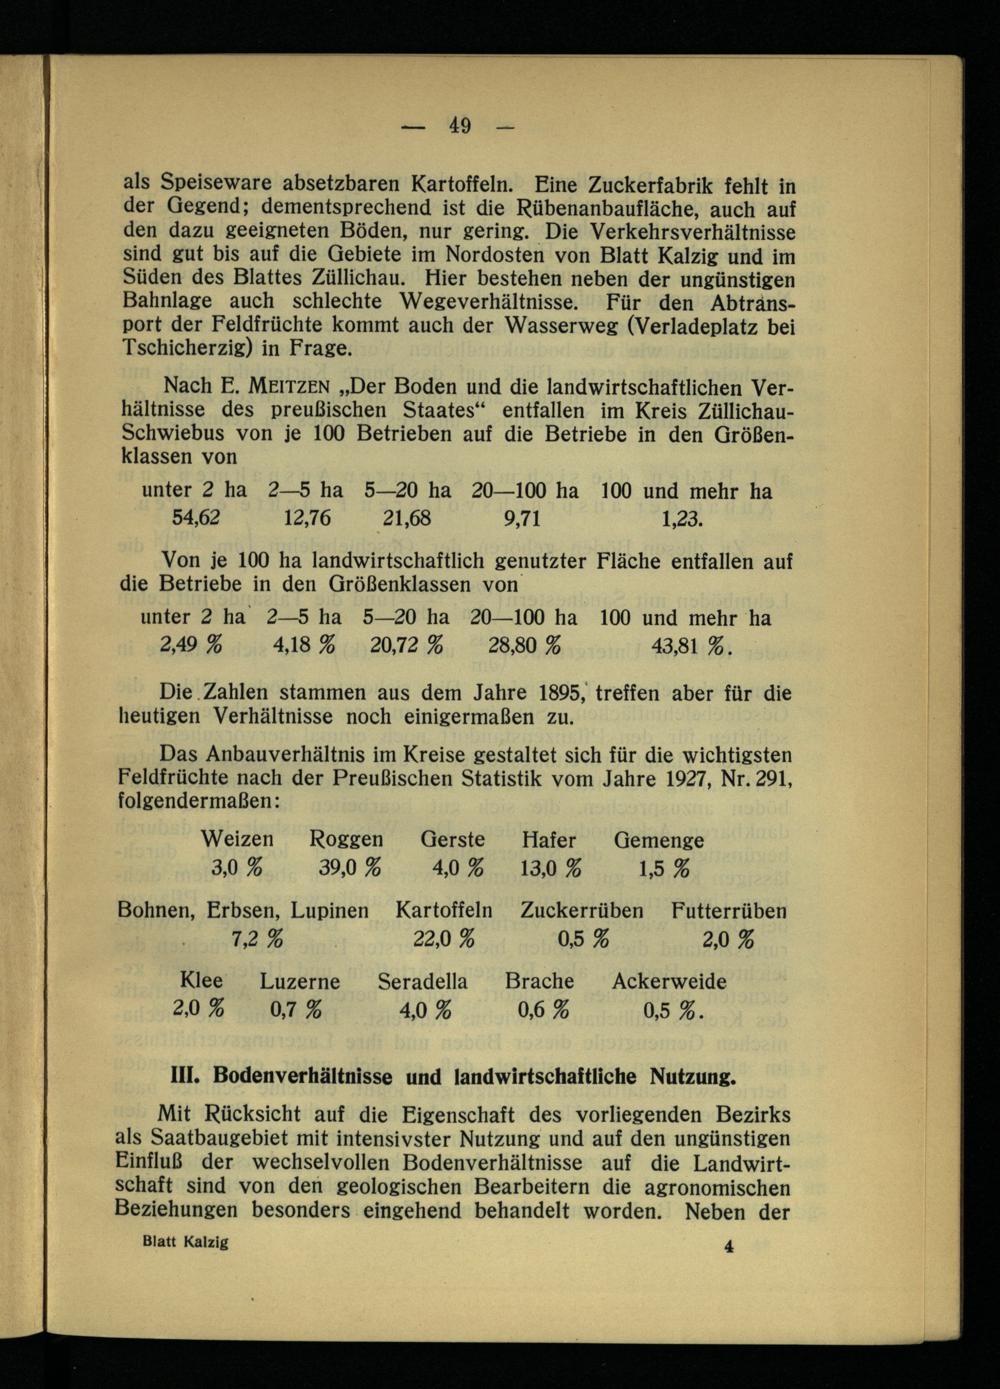 — 49 —
als Speiseware absetzbaren Kartoffeln. Eine Zuckerfabrik fehlt in
der Gegend; dementsprechend ist die Rübenanbaufläche, auch auf
den dazu geeigneten Böden, nur gering. Die Verkehrsverhältnisse
sind gut bis auf die Gebiete im Nordosten von Blatt Kalzig und im
Süden des Blattes Züllichau. Hier bestehen neben der ungünstigen
Bahnlage auch schlechte Wegeverhältnisse. Für den Abtrans-
port der Feldfrüchte kommt auch der Wasserweg (Verladeplatz bei
Tschicherzig) in Frage.
Nach E. MEITZEN „Der Boden und die landwirtschaftlichen Ver-
hältnisse des preußischen Staates“ entfallen im Kreis Züllichau-
Schwiebus von je 100 Betrieben auf die Betriebe in den Größen-
klassen von
unter 2 ha 2—5 ha 5—20 ha 20—100 ha 100 und mehr ha
54,62 12,76 21,68 9,71 1,23.
Von je 100 ha landwirtschaftlich genutzter Fläche entfallen auf
die Betriebe in den Größenklassen von
unter 2 ha 2—5 ha 5—20 ha 20—100 ha 100 und mehr ha
2,49 % 4,18 % 20,72 % 28,80 % 43,81 %.
Die Zahlen stammen aus dem Jahre 1895, treffen aber für die
heutigen Verhältnisse noch einigermaßen zu.
Das Anbauverhältnis im Kreise gestaltet sich für die wichtigsten
Feldfrüchte nach der Preußischen Statistik vom Jahre 1927, Nr. 291,
folgendermaßen:
Weizen Roggen Gerste Hafer Gemenge
3,0 % 39,0 % 4,0 % 13,0 % 1,5 %
Bohnen, Erbsen, Lupinen Kartoffeln Zuckerrüben Futterrüben
7,2 % 22,0 % 0,5 % 2,0 %
Klee Luzerne Seradella Brache Ackerweide
2,0 % 0,7 % 4,0 % 0,6 % 0,5 %.
III. Bodenverhältnisse und landwirtschaftliche Nutzung.
Mit Rücksicht auf die Eigenschaft des vorliegenden Bezirks
als Saatbaugebiet mit intensivster Nutzung und auf den ungünstigen
Einfluß der wechselvollen Bodenverhältnisse auf die Landwirt-
schaft sind von den geologischen Bearbeitern die agronomischen
Beziehungen besonders eingehend behandelt worden. Neben der
Blatt Kalzig 4